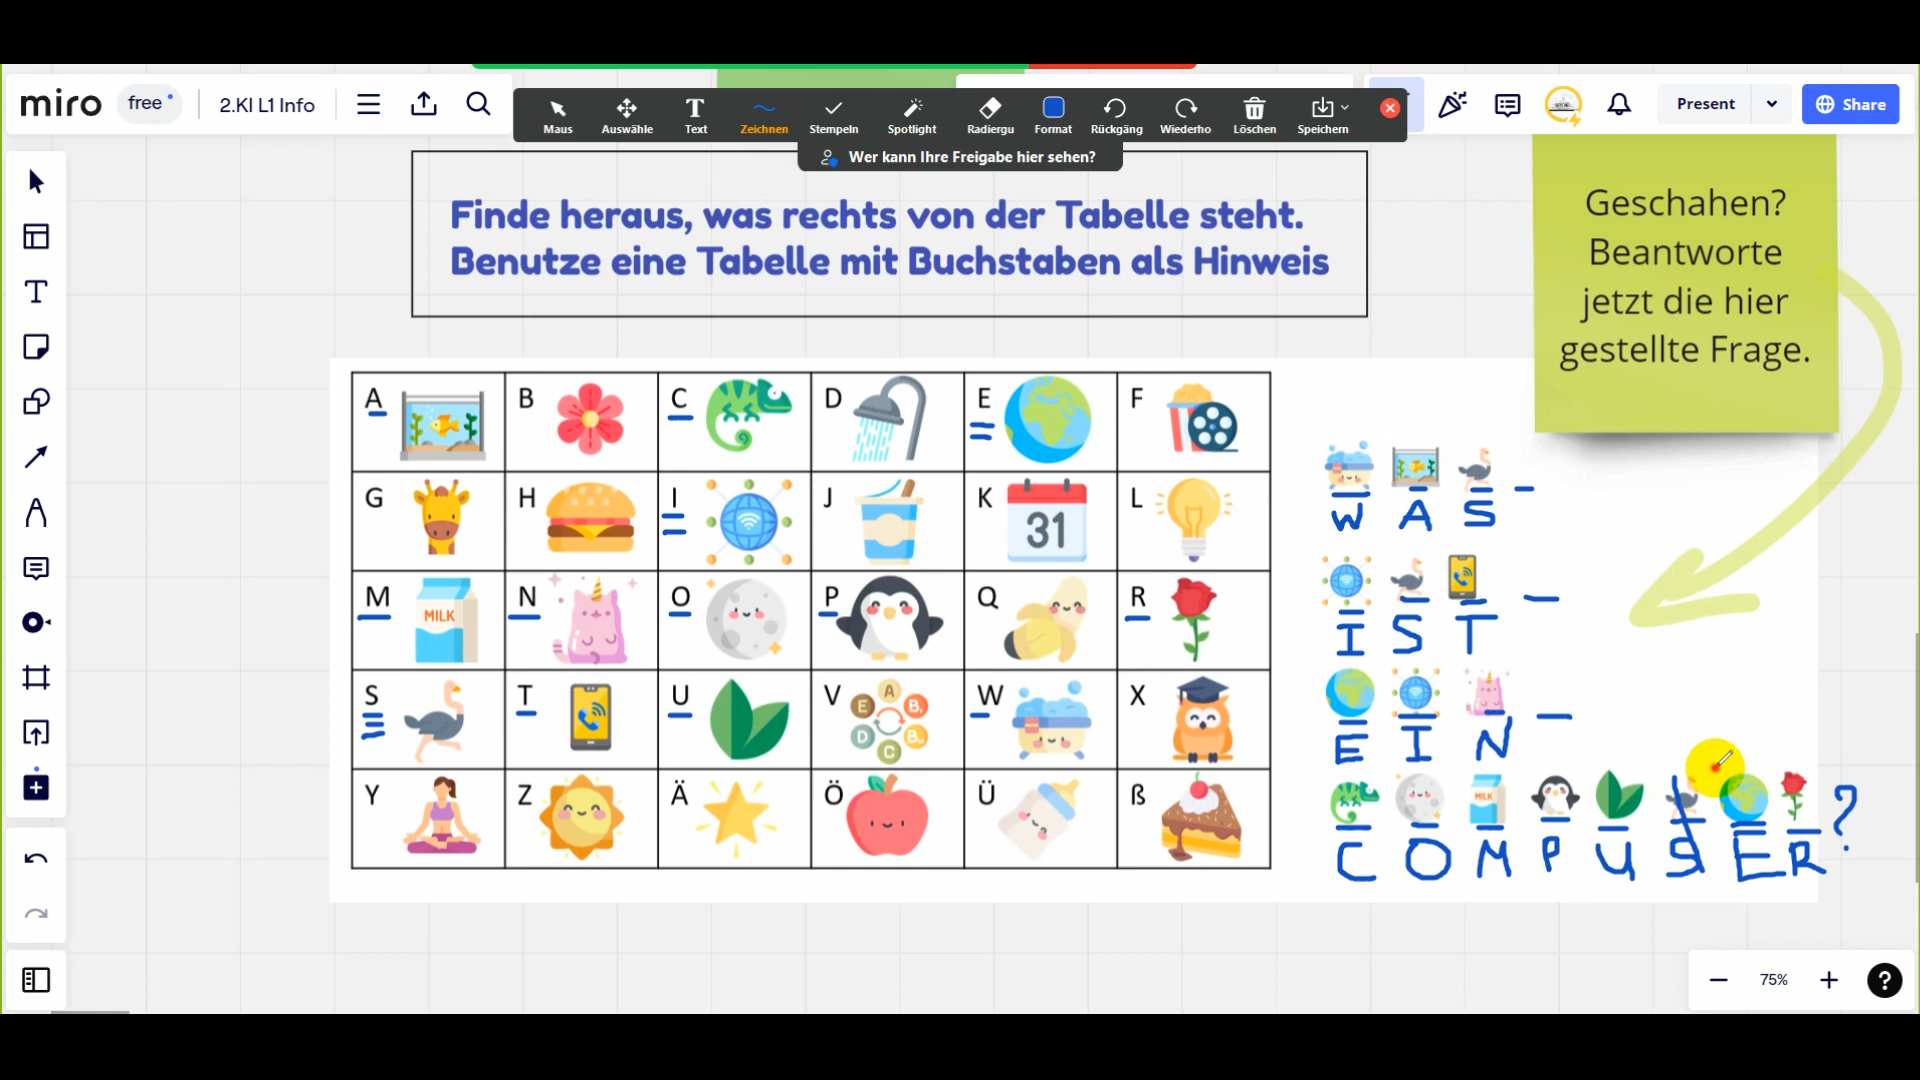 miro free 2.KI L1 Info Present Share
Maus Auswähle Text Zeichnen Stempeln Spotlight Radiergu Format Rückgäng Wiederho Löschen Speichern
Wer kann Ihre Freigabe hier sehen?
Finde heraus, was rechts von der Tabelle steht.
Benutze eine Tabelle mit Buchstaben als Hinweis
Geschahen?
Beantworte
jetzt die hier
gestellte Frage.
A B C D E F
G H I J K 31 L
M MILK N O P Q R
S T U V A B E D C W X
Y Z Ä Ö Ü ß
W A S
I S T
E I N
C O M P U S E R ?
75%